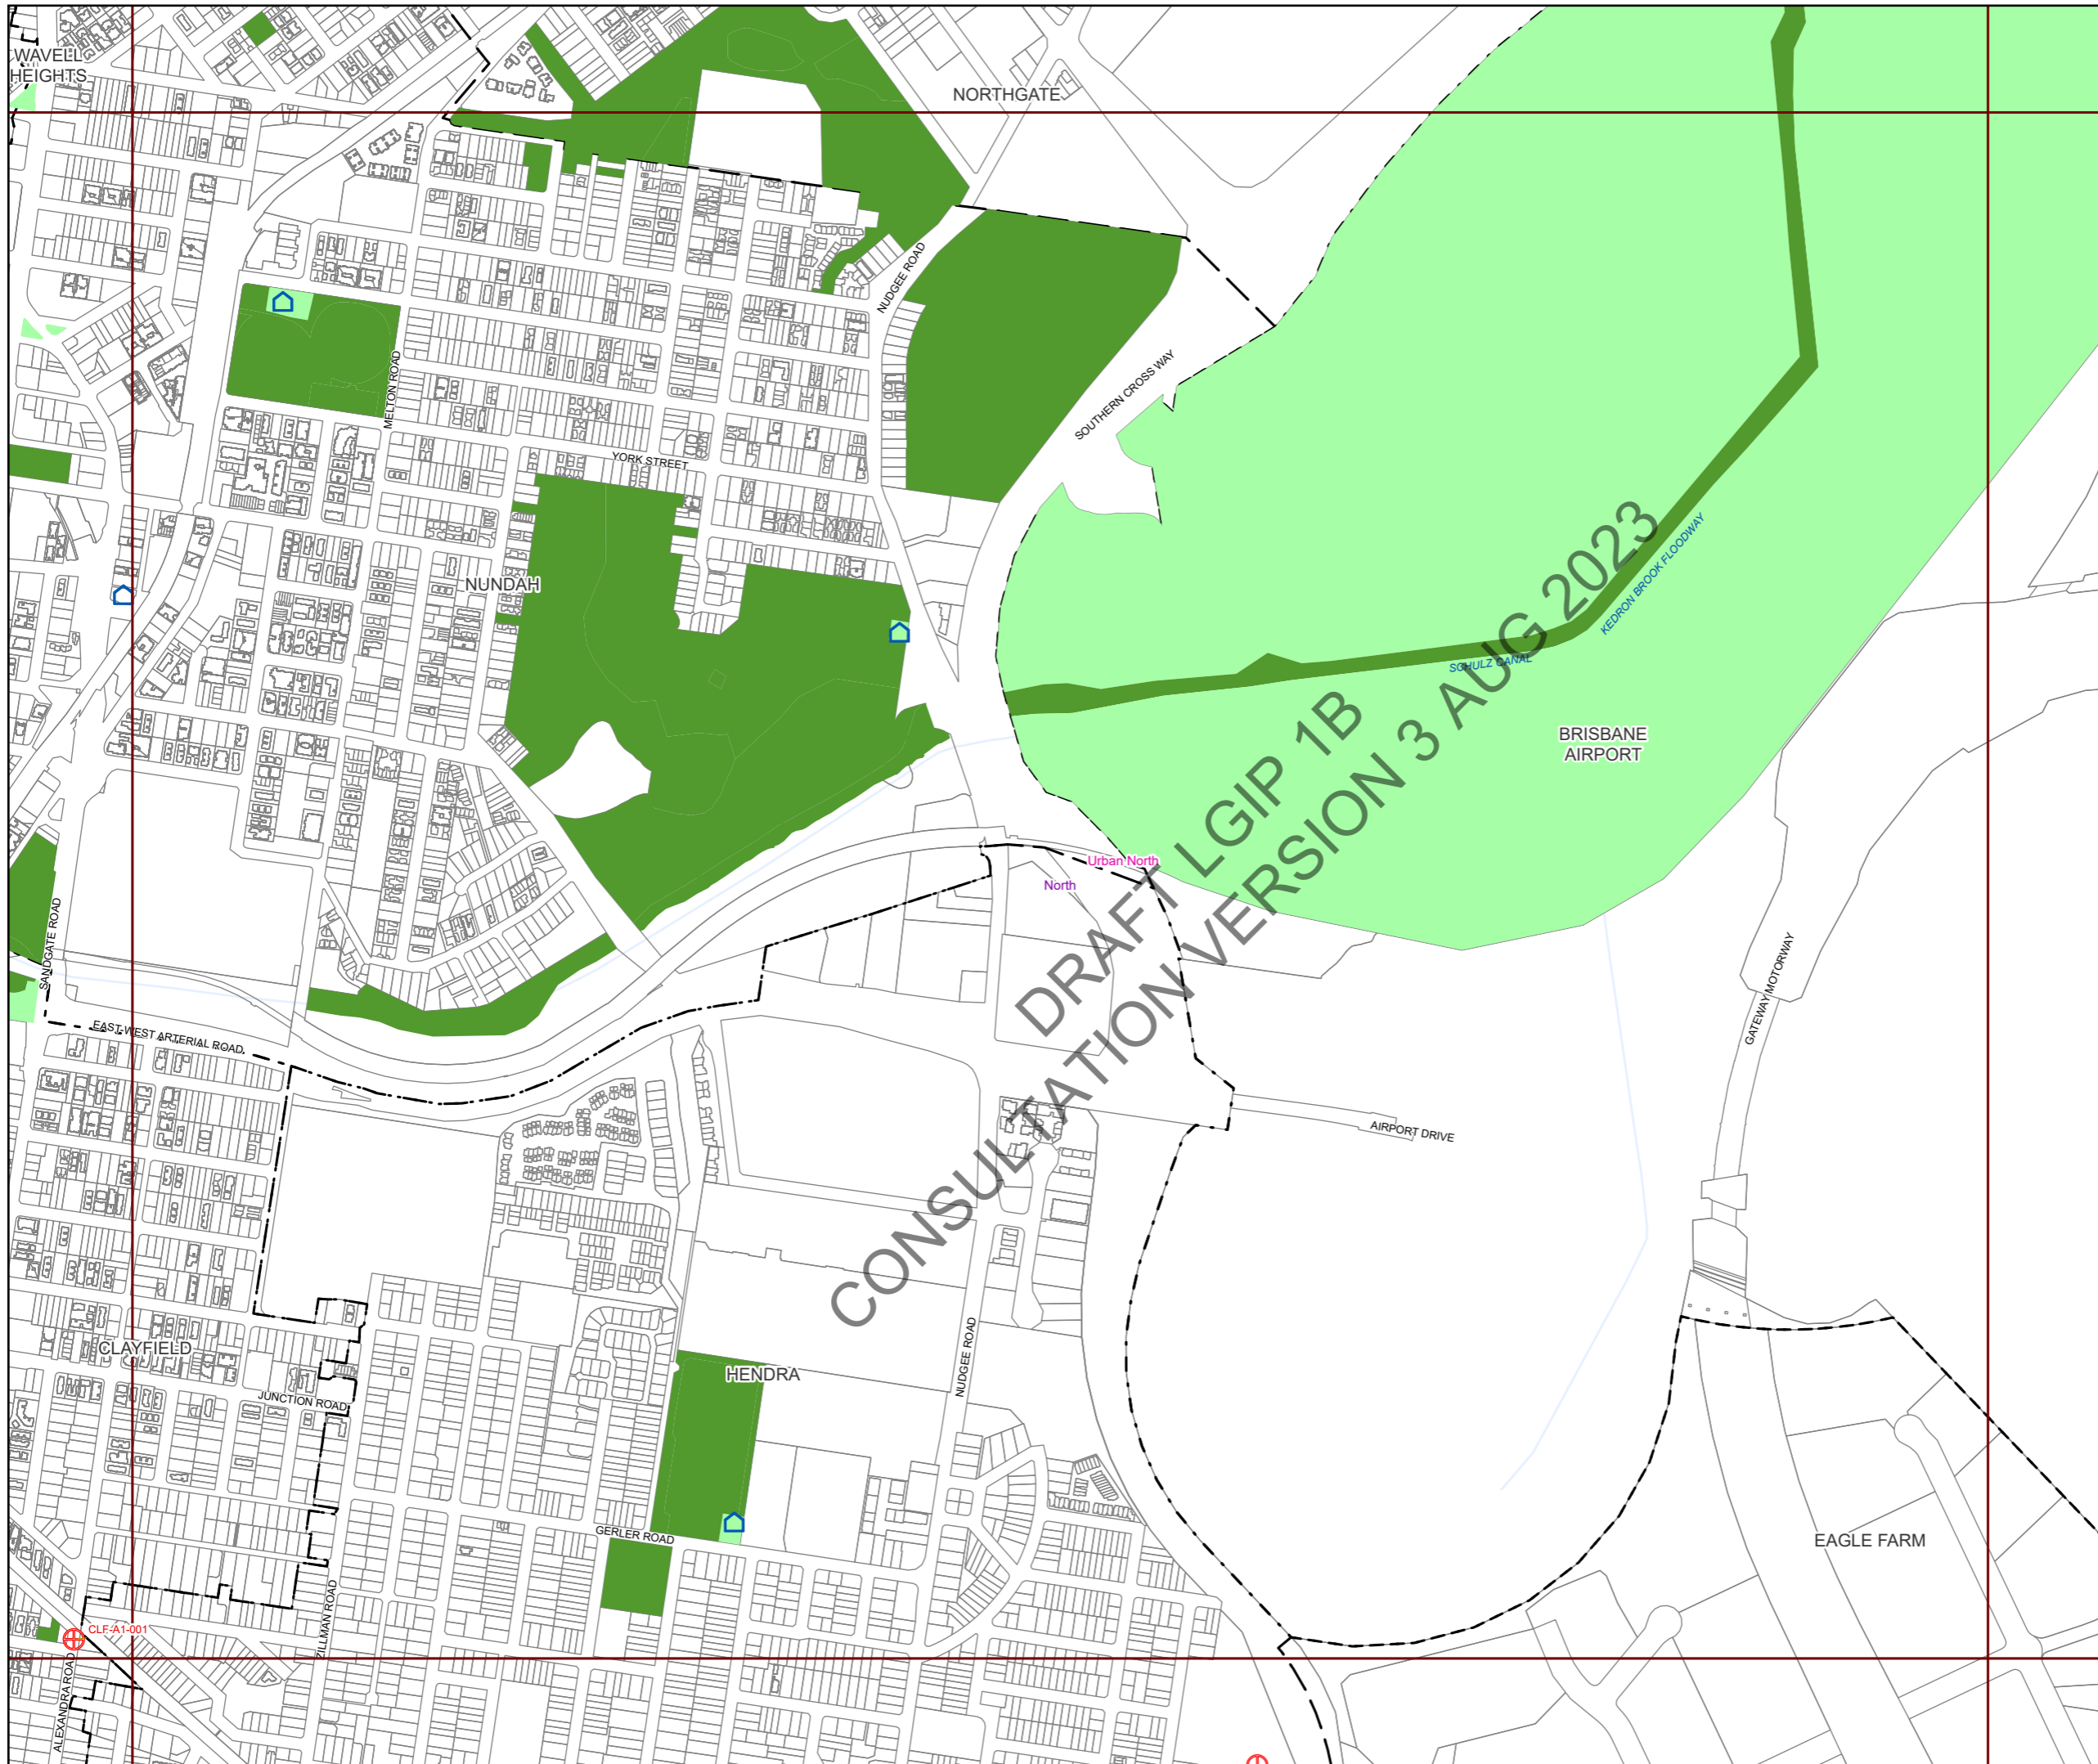 WAVELL
HEIGHTS
NORTHGATE
NUDGEE ROAD
MELTON ROAD
SOUTHERN CROSS WAY
YORK STREET
NUNDAH
KEDRON BROOK FLOODWAY
SCHULZ CANAL
BRISBANE
AIRPORT
DRAFT LGIP 1B
CONSULTATION VERSION 3 AUG 2023
Urban North
North
SANDGATE ROAD
GATEWAY MOTORWAY
EAST-WEST ARTERIAL ROAD
AIRPORT DRIVE
CLAYFIELD
HENDRA
NUDGEE ROAD
JUNCTION ROAD
GERLER ROAD
EAGLE FARM
ZILLMAN ROAD
CLF-A1-001
ALEXANDRA ROAD